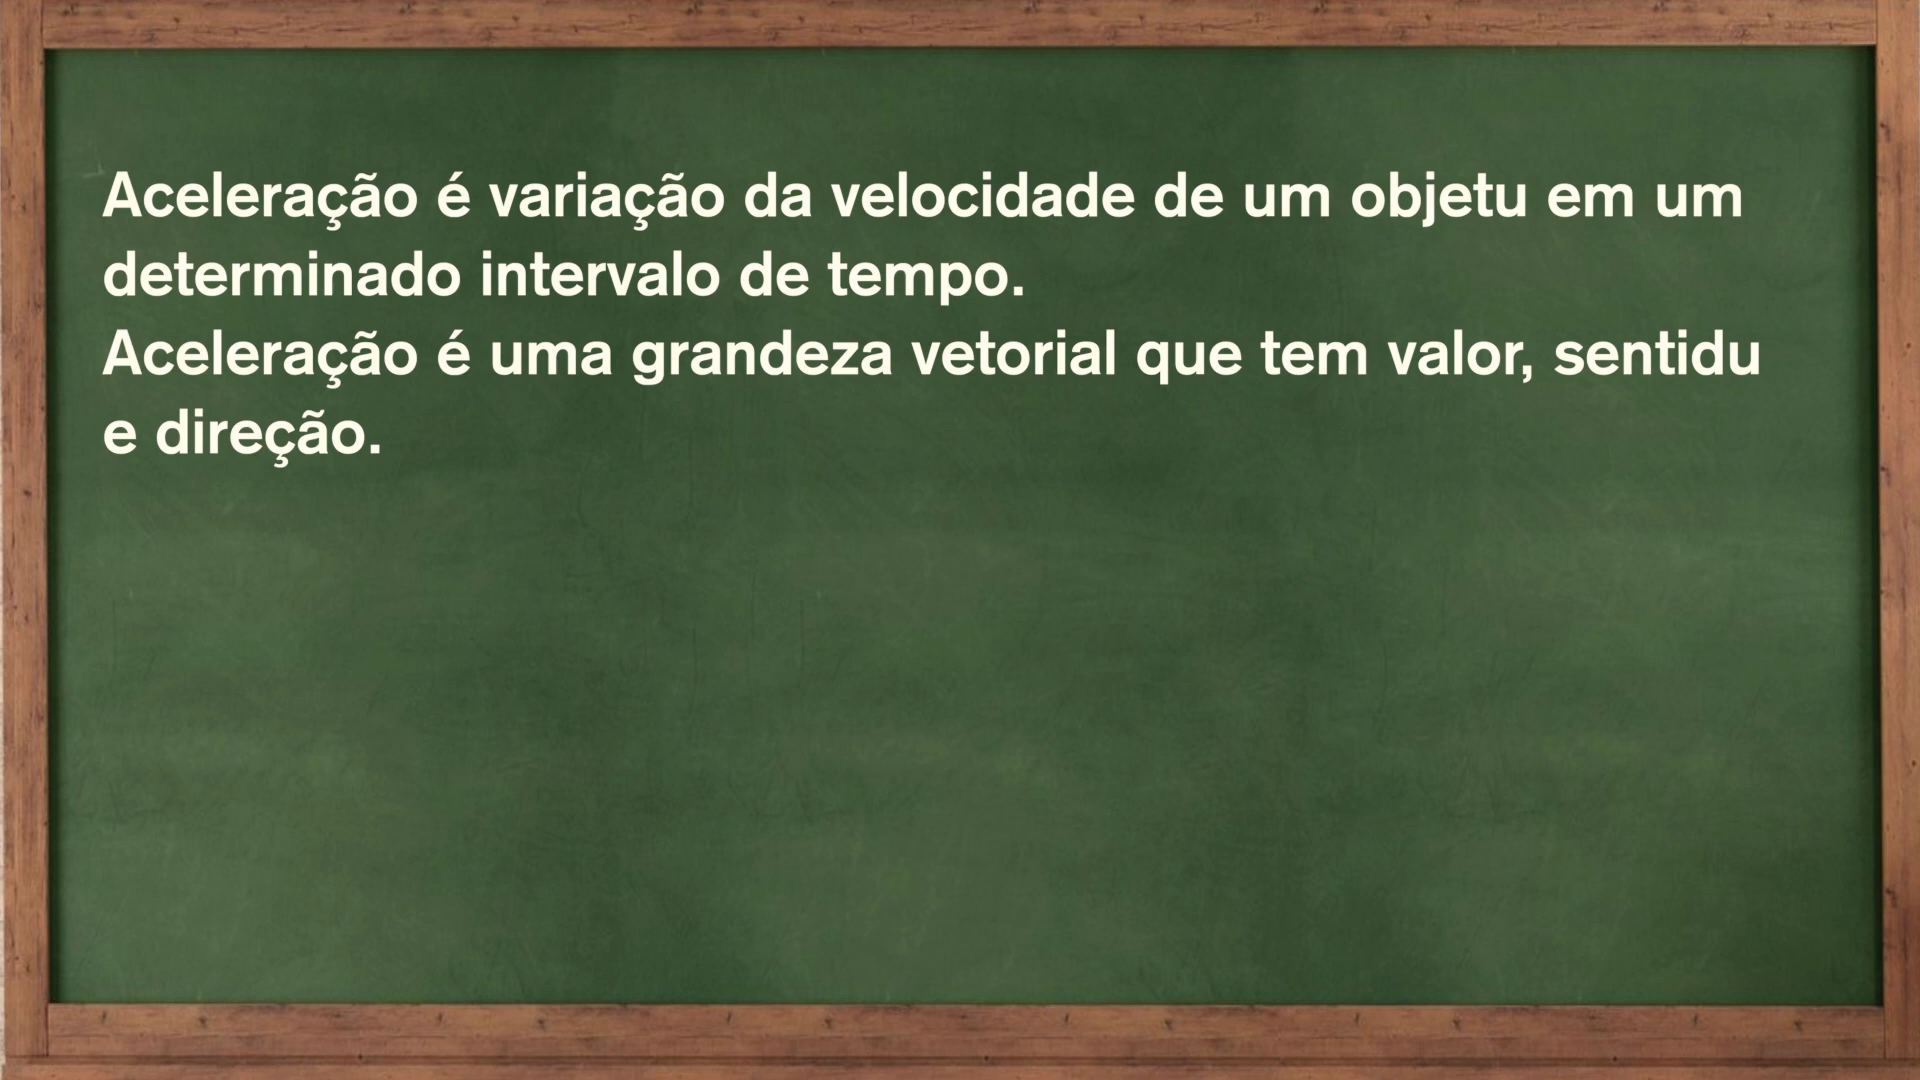 Aceleração é variação da velocidade de um objetu em um
determinado intervalo de tempo.
Aceleração é uma grandeza vetorial que tem valor, sentidu
e direção.